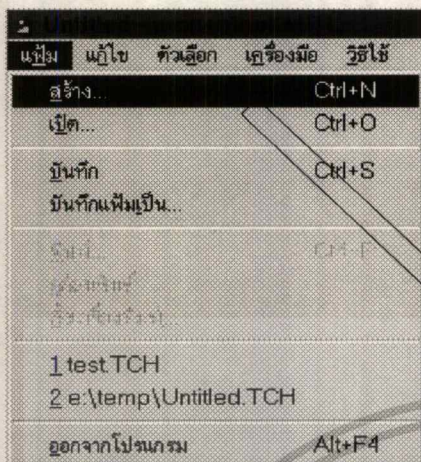 แฟ้ม แก้ไข ตัวเลือก เครื่องมือ วิธีใช้
สร้าง... Ctrl+N
เปิด... Ctrl+O
บันทึก Ctrl+S
บันทึกแฟ้มเป็น...
1 test.TCH
2 e:\temp\Untitled.TCH
ออกจากโปรแกรม Alt+F4